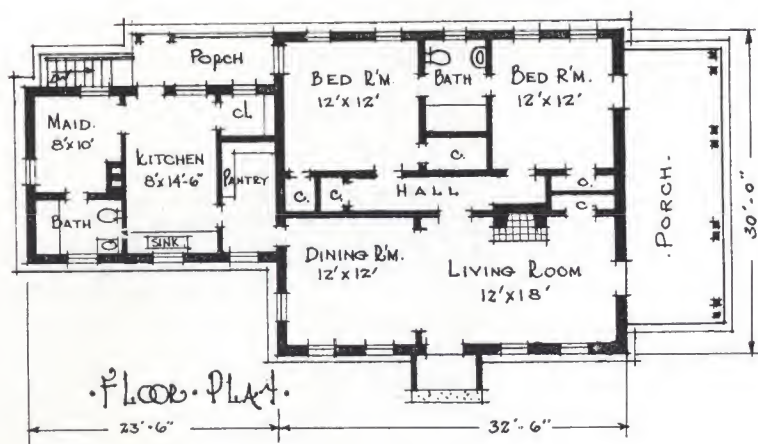 DN.
PORCH
BED R'M.
12' X 12'
BATH
BED R'M.
12' X 12'
CL.
MAID.
8' X 10'
KITCHEN
8' X 14'-6"
PANTRY
C.
C.
C.
C.
C.
HALL
BATH
SINK
DINING R'M.
12' X 12'
LIVING ROOM
12' X 18'
.PORCH.
30'-0"
·FLOOR·PLAN·
23'-6"
32'-6"